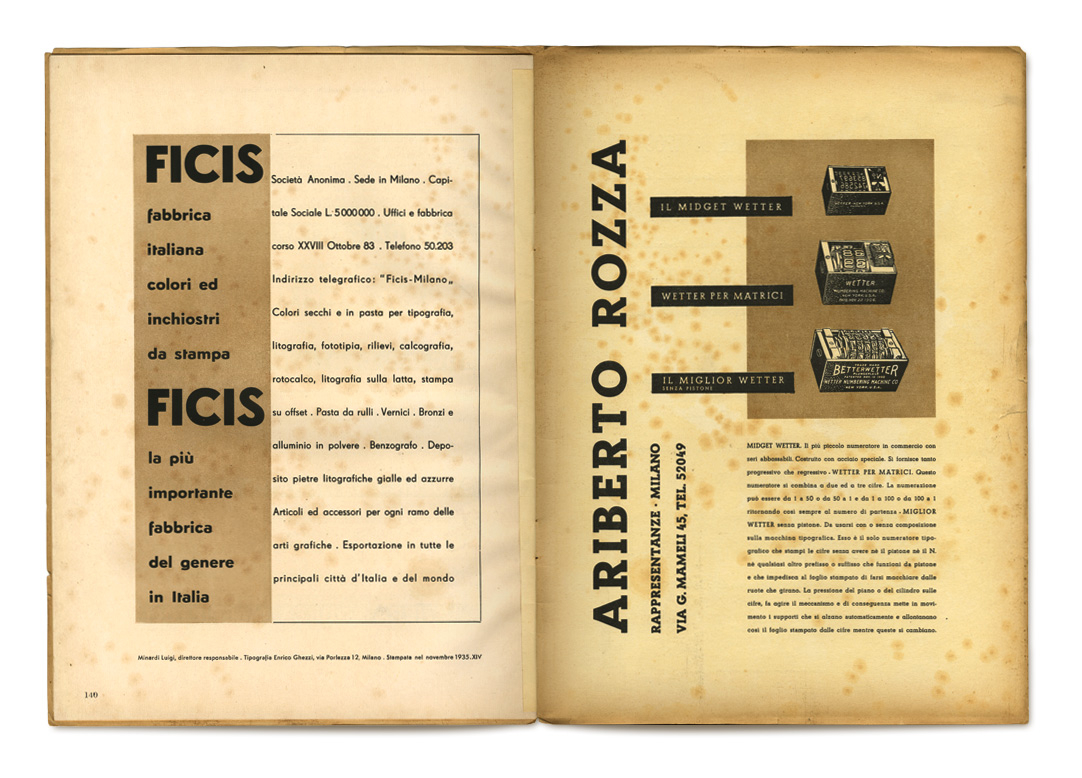 FICIS
fabbrica
italiana
colori ed
inchiostri
da stampa
FICIS
la più
importante
fabbrica
del genere
in Italia
Società Anonima . Sede in Milano . Capi-
tale Sociale L. 5000000 . Uffici e fabbrica
corso XXVIII Ottobre 83 . Telefono 50.203
Indirizzo telegrafico: "Ficis-Milano„
Colori secchi e in pasta per tipografia,
litografia, fototipia, rilievi, calcografia,
rotocalco, litografia sulla latta, stampa
su offset . Pasta da rulli . Vernici . Bronzi e
alluminio in polvere . Benzografo . Depo-
sito pietre litografiche gialle ed azzurre
Articoli ed accessori per ogni ramo delle
arti grafiche . Esportazione in tutte le
principali città d'Italia e del mondo
Minardi Luigi, direttore responsabile . Tipografia Enrico Ghezzi, via Porlezza 12, Milano . Stampato nel novembre 1935.XIV
140
ARIBERTO ROZZA
RAPPRESENTANZE · MILANO
VIA G. MAMELI 45, TEL. 52049
IL MIDGET WETTER
WETTER PER MATRICI
IL MIGLIOR WETTER
SENZA PISTONE
WETTER NEW YORK U.S.A.
WETTER
NUMBERING MACHINE CO
NEW YORK U.S.A.
TRADE MARK
BETTERWETTER
WETTER NUMBERING MACHINE CO
NEW YORK U.S.A.
MIDGET WETTER. Il più piccolo numeratore in commercio con
zeri abbassabili. Costruito con acciaio speciale. Si fornisce tanto
progressivo che regressivo · WETTER PER MATRICI. Questo
numeratore si combina a due ed a tre cifre. La numerazione
può essere da 1 a 50 o da 50 a 1 e da 1 a 100 o da 100 a 1
ritornando così sempre al numero di partenza · MIGLIOR
WETTER senza pistone. Da usarsi con o senza composizione
sulla macchina tipografica. Esso è il solo numeratore tipo-
grafico che stampi le cifre senza avere nè il pistone nè il N.
nè qualsiasi altro prefisso o suffisso che funzioni da pistone
e che impedisca al foglio stampato di farsi macchiare dalle
ruote che girano. La pressione del piano o del cilindro sulle
cifre, fa agire il meccanismo e di conseguenza mette in movi-
mento i supporti che si alzano automaticamente e allontanano
così il foglio stampato dalle cifre mentre queste si cambiano.